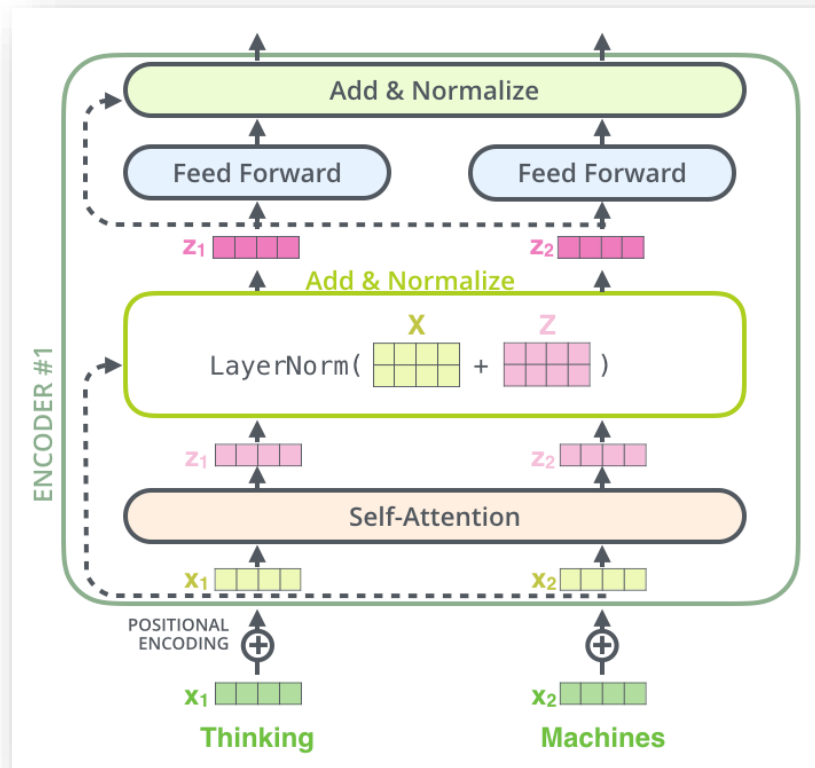 Add & Normalize
Feed Forward Feed Forward
z1 z2
Add & Normalize
X Z
LayerNorm( + )
ENCODER #1
z1 z2
Self-Attention
x1 x2
POSITIONAL
ENCODING
x1 x2
Thinking Machines